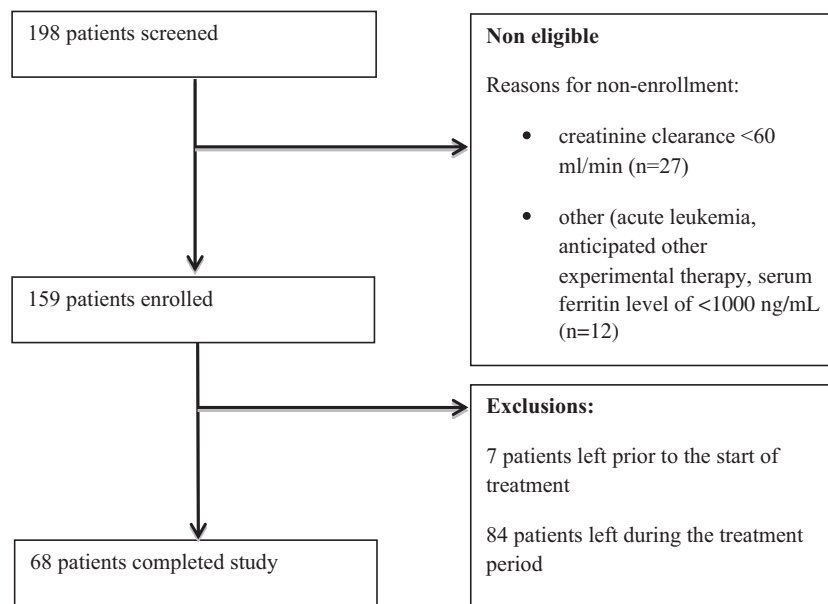 198 patients screened
Non eligible
Reasons for non-enrollment:
• creatinine clearance <60
ml/min (n=27)
• other (acute leukemia,
anticipated other
experimental therapy, serum
ferritin level of <1000 ng/mL
(n=12)
159 patients enrolled
Exclusions:
7 patients left prior to the start of
treatment
84 patients left during the treatment
period
68 patients completed study